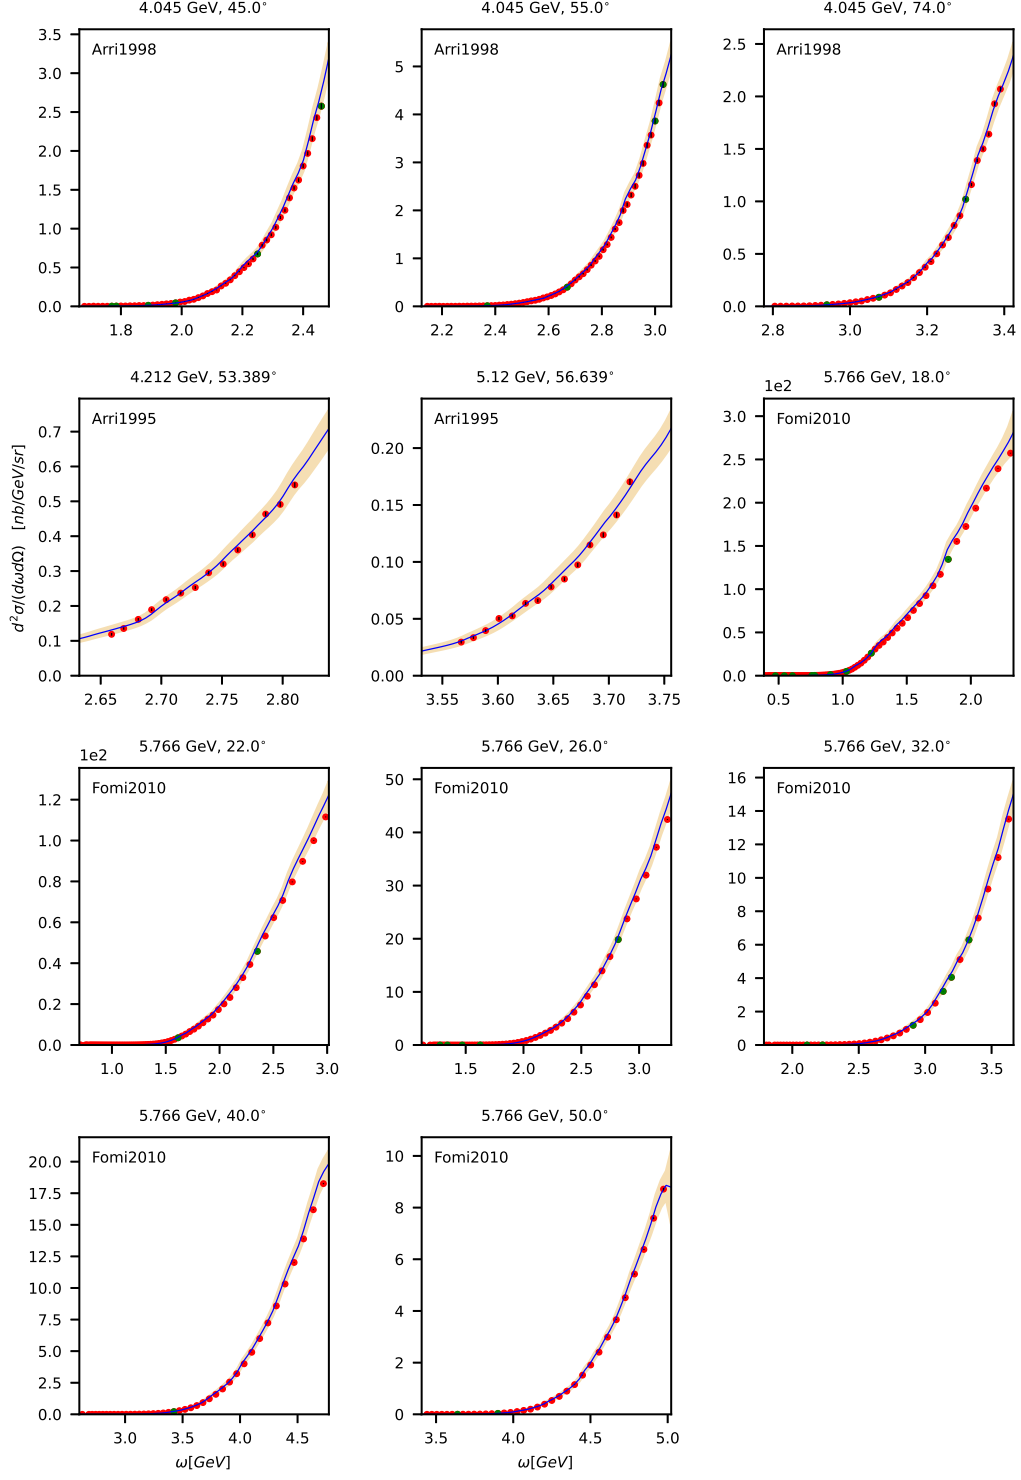 4.045 GeV, 45.0°
4.045 GeV, 55.0°
4.045 GeV, 74.0°
Arri1998
3.5
3.0
2.5
2.0
1.5
1.0
0.5
0.0
1.8 2.0 2.2 2.4
Arri1998
5
4
3
2
1
0
2.2 2.4 2.6 2.8 3.0
Arri1998
2.5
2.0
1.5
1.0
0.5
0.0
2.8 3.0 3.2 3.4
4.212 GeV, 53.389°
5.12 GeV, 56.639°
5.766 GeV, 18.0°
d²σ/(dωdΩ) [nb/GeV/sr]
Arri1995
0.7
0.6
0.5
0.4
0.3
0.2
0.1
0.0
2.65 2.70 2.75 2.80
Arri1995
0.20
0.15
0.10
0.05
0.00
3.55 3.60 3.65 3.70 3.75
1e2
Fomi2010
3.0
2.5
2.0
1.5
1.0
0.5
0.0
0.5 1.0 1.5 2.0
5.766 GeV, 22.0°
5.766 GeV, 26.0°
5.766 GeV, 32.0°
1e2
Fomi2010
1.2
1.0
0.8
0.6
0.4
0.2
0.0
1.0 1.5 2.0 2.5 3.0
Fomi2010
50
40
30
20
10
0
1.5 2.0 2.5 3.0
Fomi2010
16
14
12
10
8
6
4
2
0
2.0 2.5 3.0 3.5
5.766 GeV, 40.0°
5.766 GeV, 50.0°
Fomi2010
20.0
17.5
15.0
12.5
10.0
7.5
5.0
2.5
0.0
3.0 3.5 4.0 4.5
ω[GeV]
Fomi2010
10
8
6
4
2
0
3.5 4.0 4.5 5.0
ω[GeV]